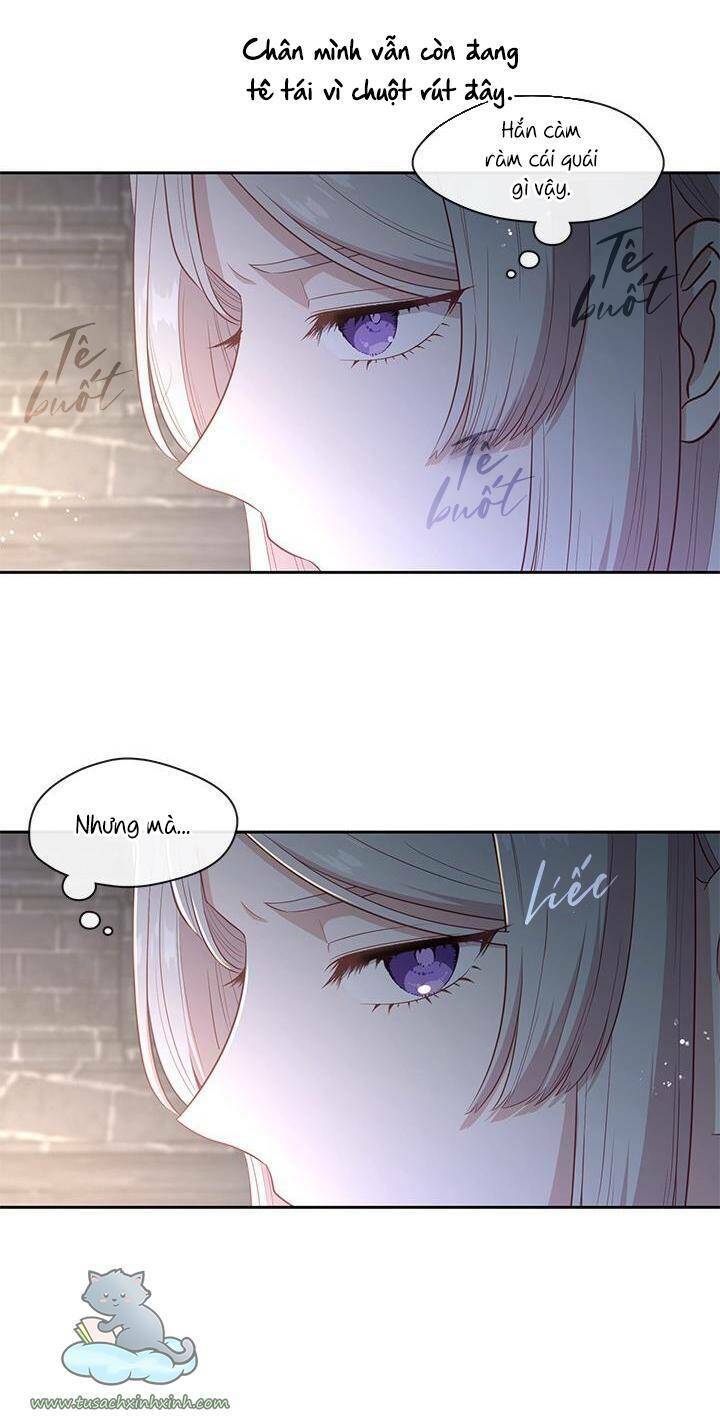 Chân mình vẫn còn đang
tê tái vì chuột rút đây.
Hắn càm
ràm cái quái
gì vậy.
Tê
buốt
Tê
buốt
Tê
buốt
Nhưng mà...
Liếc
www.tusachxinhxinh.com